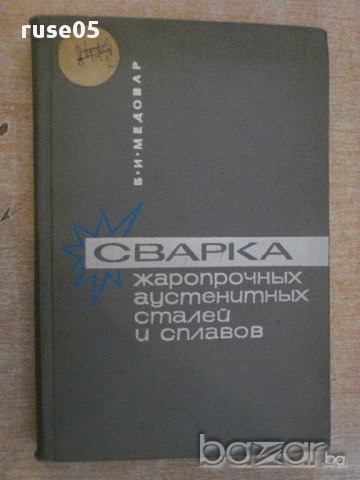 ruse05
Б·И·МЕДОВАР
СВАРКА
жаропрочных
аустенитных
сталей
и сплавов
bazar.bg